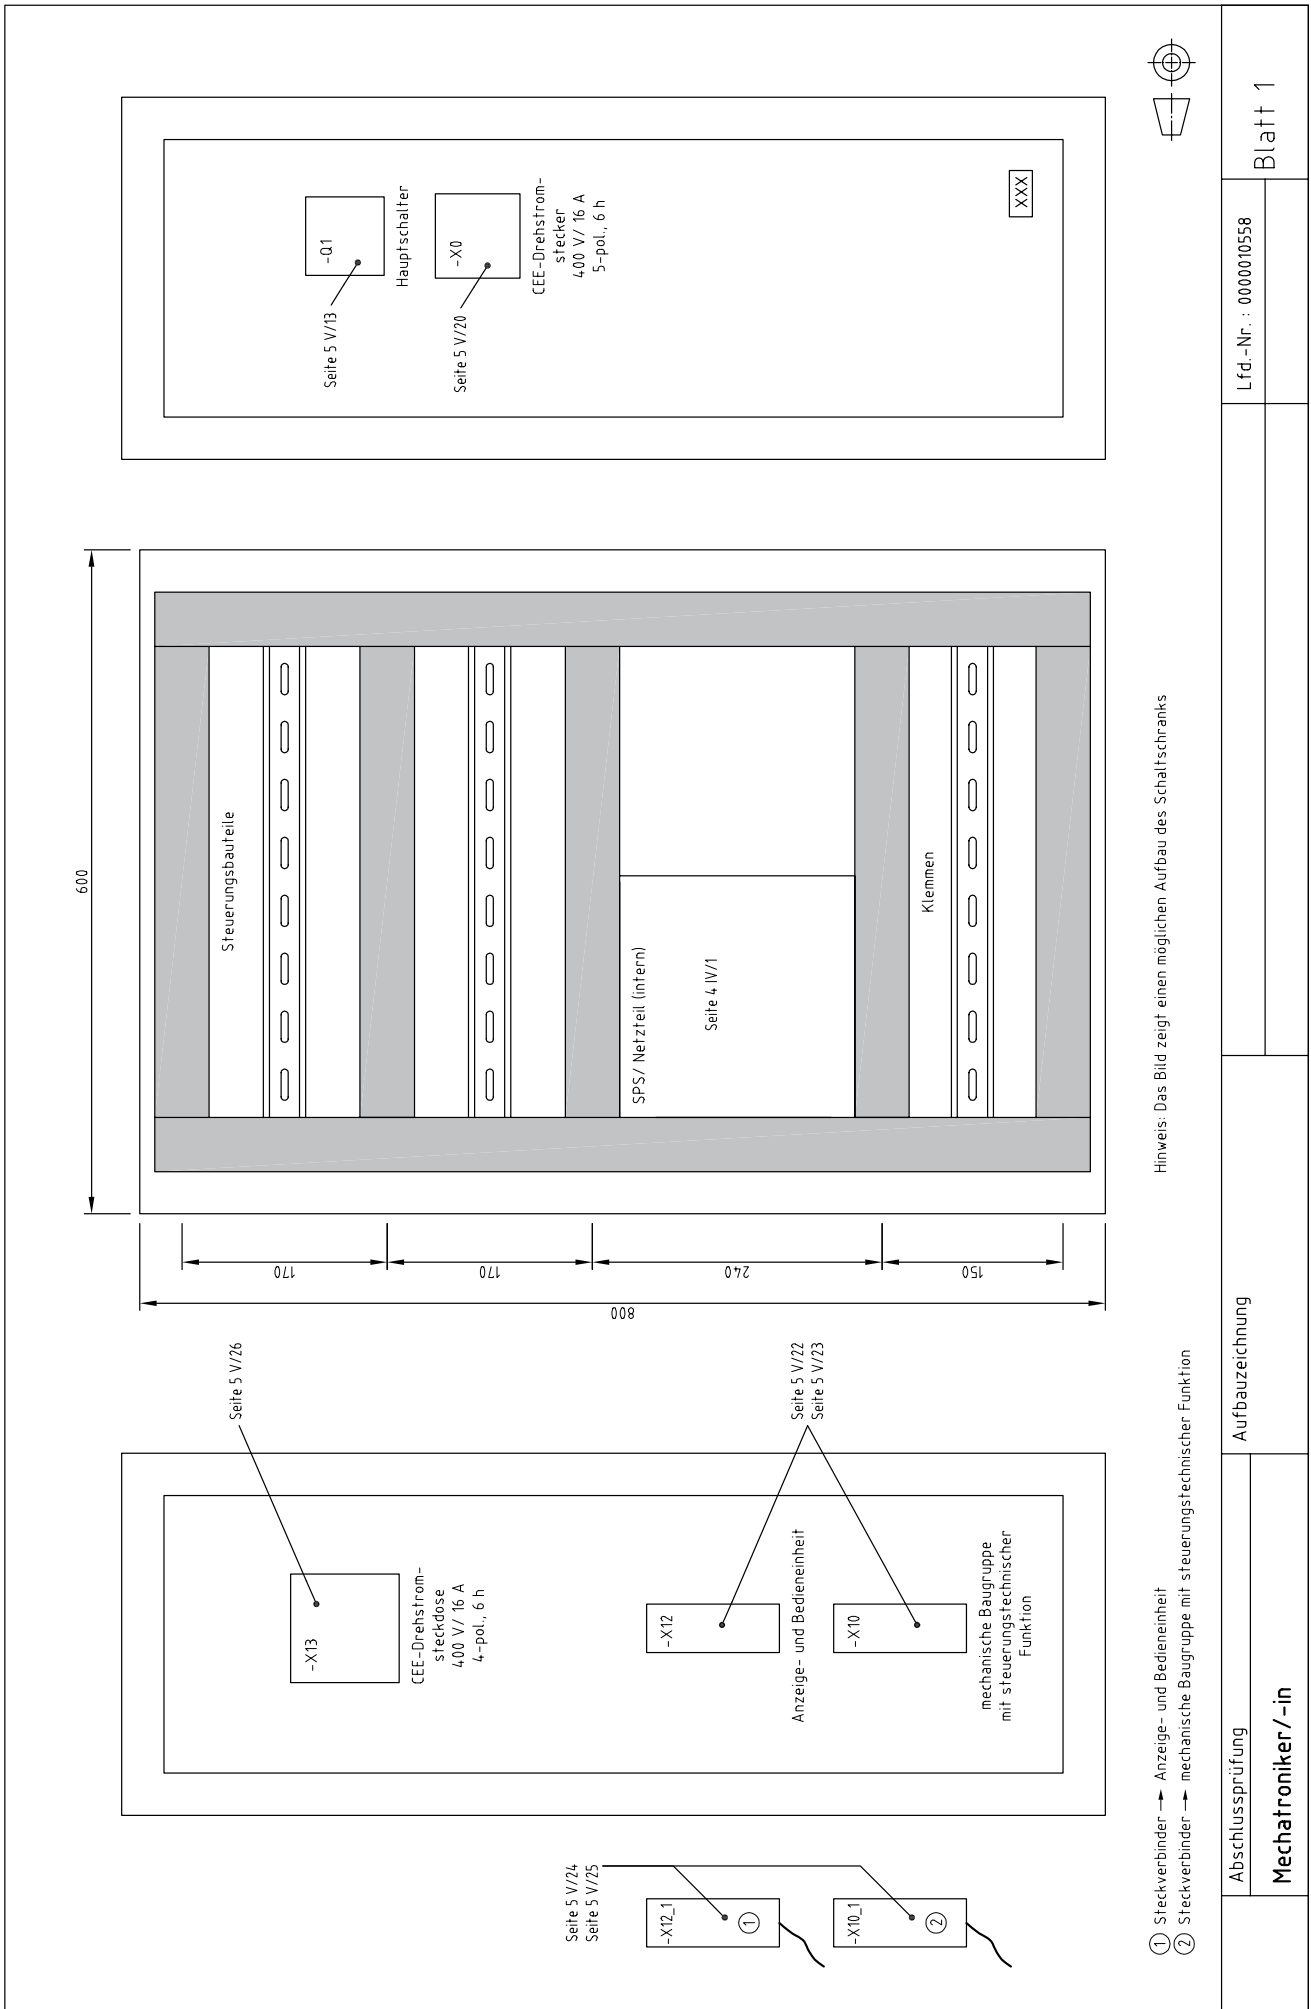 Seite 5 V/24
Seite 5 V/25
-X12_1
1
-X10_1
2
Seite 5 V/26
-X13
CEE-Drehstrom-
steckdose
400 V/ 16 A
4-pol., 6 h
Seite 5 V/22
Seite 5 V/23
-X12
Anzeige- und Bedieneinheit
-X10
mechanische Baugruppe
mit steuerungstechnischer
Funktion
600
800
170
170
240
150
Steuerungsbauteile
SPS/ Netzteil (intern)
Seite 4 IV/1
Klemmen
Seite 5 V/13
-Q1
Hauptschalter
Seite 5 V/20
-X0
CEE-Drehstrom-
stecker
400 V/ 16 A
5-pol., 6 h
XXX
1 Steckverbinder → Anzeige- und Bedieneinheit
2 Steckverbinder → mechanische Baugruppe mit steuerungstechnischer Funktion
Hinweis: Das Bild zeigt einen möglichen Aufbau des Schaltschranks
Abschlussprüfung
Mechatroniker/-in
Aufbauzeichnung
Lfd.-Nr. : 0000010558
Blatt 1